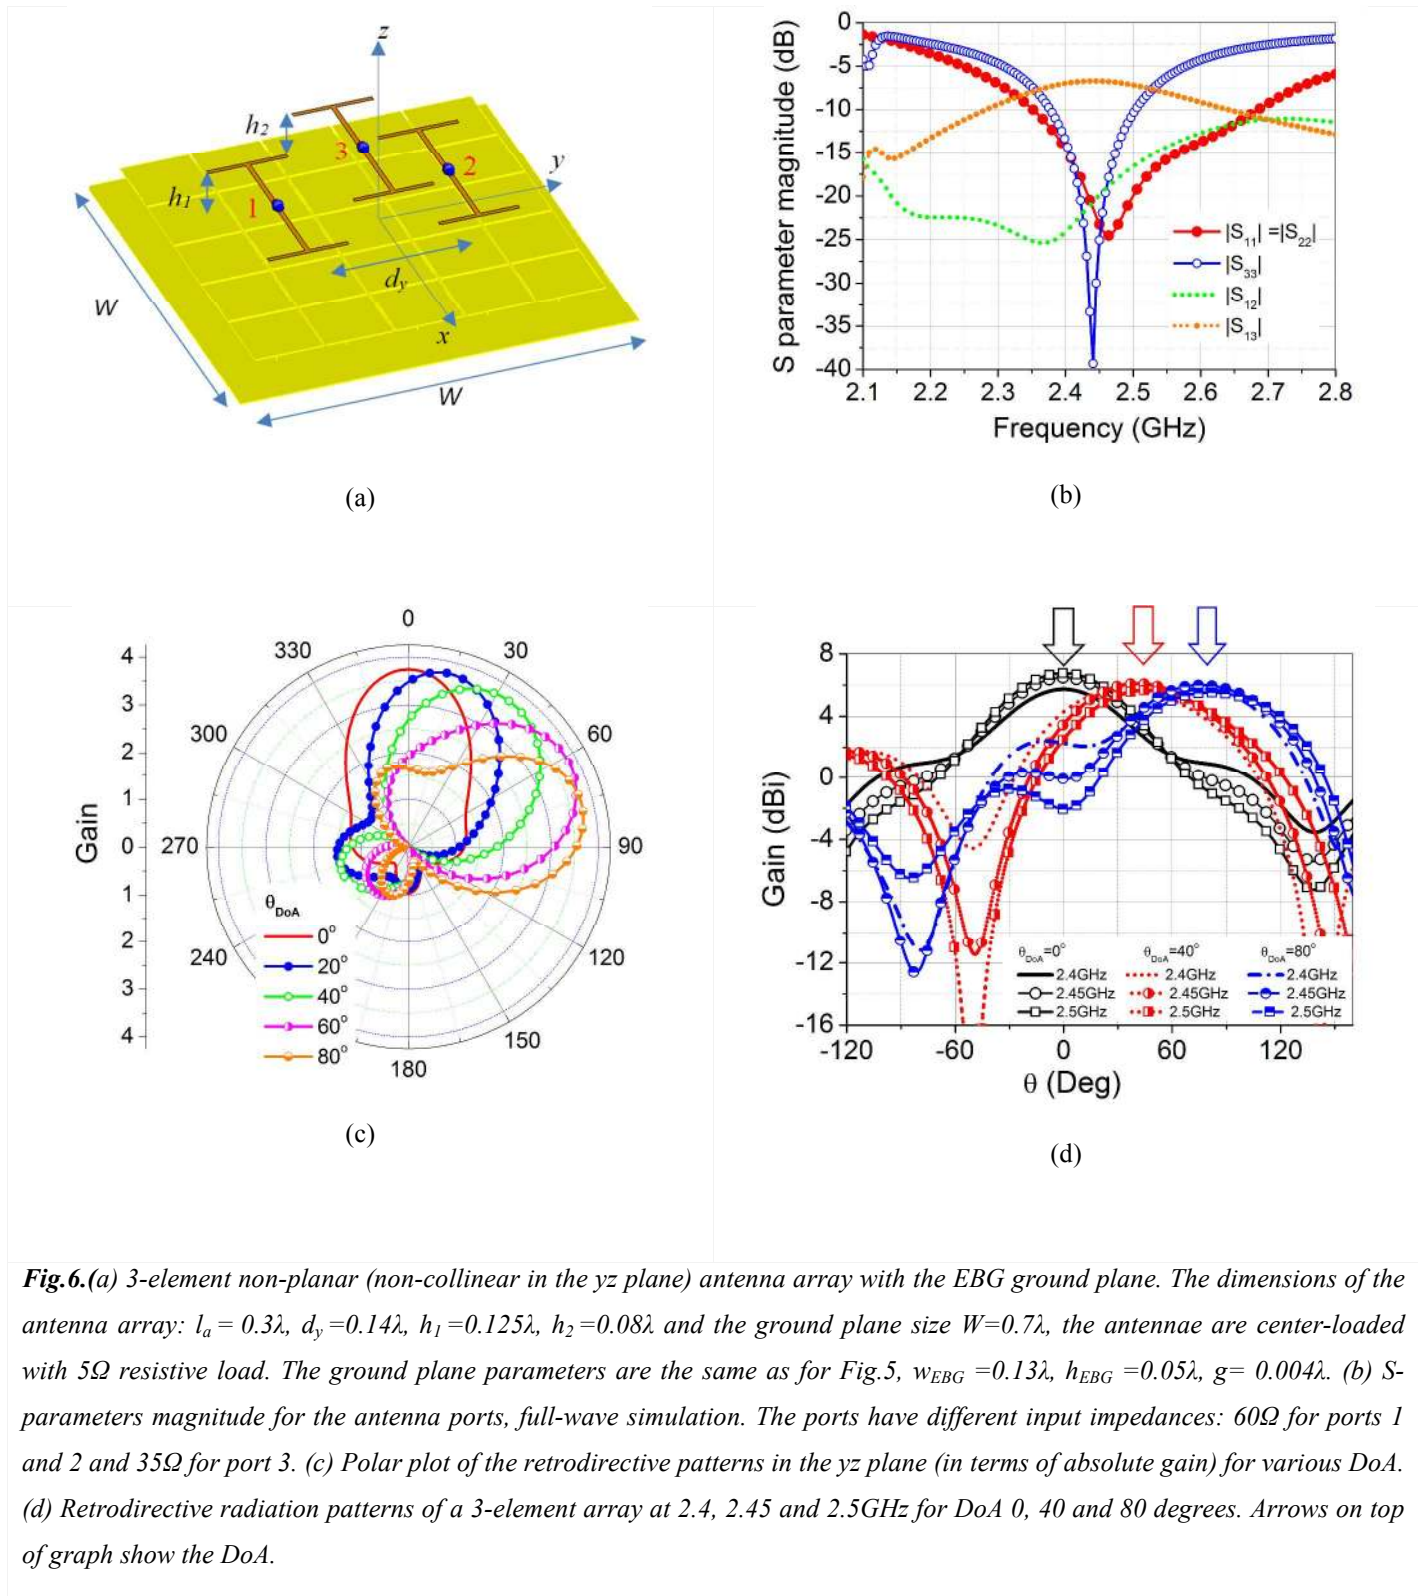 z
h2
3
2
y
h1
1
dy
W
x
W
(a)
S parameter magnitude (dB)
0
-5
-10
-15
-20
-25
-30
-35
-40
|S11| =|S22|
|S33|
|S12|
|S13|
2.1 2.2 2.3 2.4 2.5 2.6 2.7 2.8
Frequency (GHz)
(b)
Gain
4
3
2
1
0
1
2
3
4
0
30
60
90
120
150
180
240
270
300
330
θDoA
0°
20°
40°
60°
80°
(c)
Gain (dBi)
8
4
0
-4
-8
-12
-16
θDoA=0° θDoA=40° θDoA=80°
2.4GHz 2.4GHz 2.4GHz
2.45GHz 2.45GHz 2.45GHz
2.5GHz 2.5GHz 2.5GHz
-120 -60 0 60 120
θ (Deg)
(d)
Fig.6.(a) 3-element non-planar (non-collinear in the yz plane) antenna array with the EBG ground plane. The dimensions of the
antenna array: la = 0.3λ, dy =0.14λ, h1 =0.125λ, h2 =0.08λ and the ground plane size W=0.7λ, the antennae are center-loaded
with 5Ω resistive load. The ground plane parameters are the same as for Fig.5, wEBG =0.13λ, hEBG =0.05λ, g= 0.004λ. (b) S-
parameters magnitude for the antenna ports, full-wave simulation. The ports have different input impedances: 60Ω for ports 1
and 2 and 35Ω for port 3. (c) Polar plot of the retrodirective patterns in the yz plane (in terms of absolute gain) for various DoA.
(d) Retrodirective radiation patterns of a 3-element array at 2.4, 2.45 and 2.5GHz for DoA 0, 40 and 80 degrees. Arrows on top
of graph show the DoA.